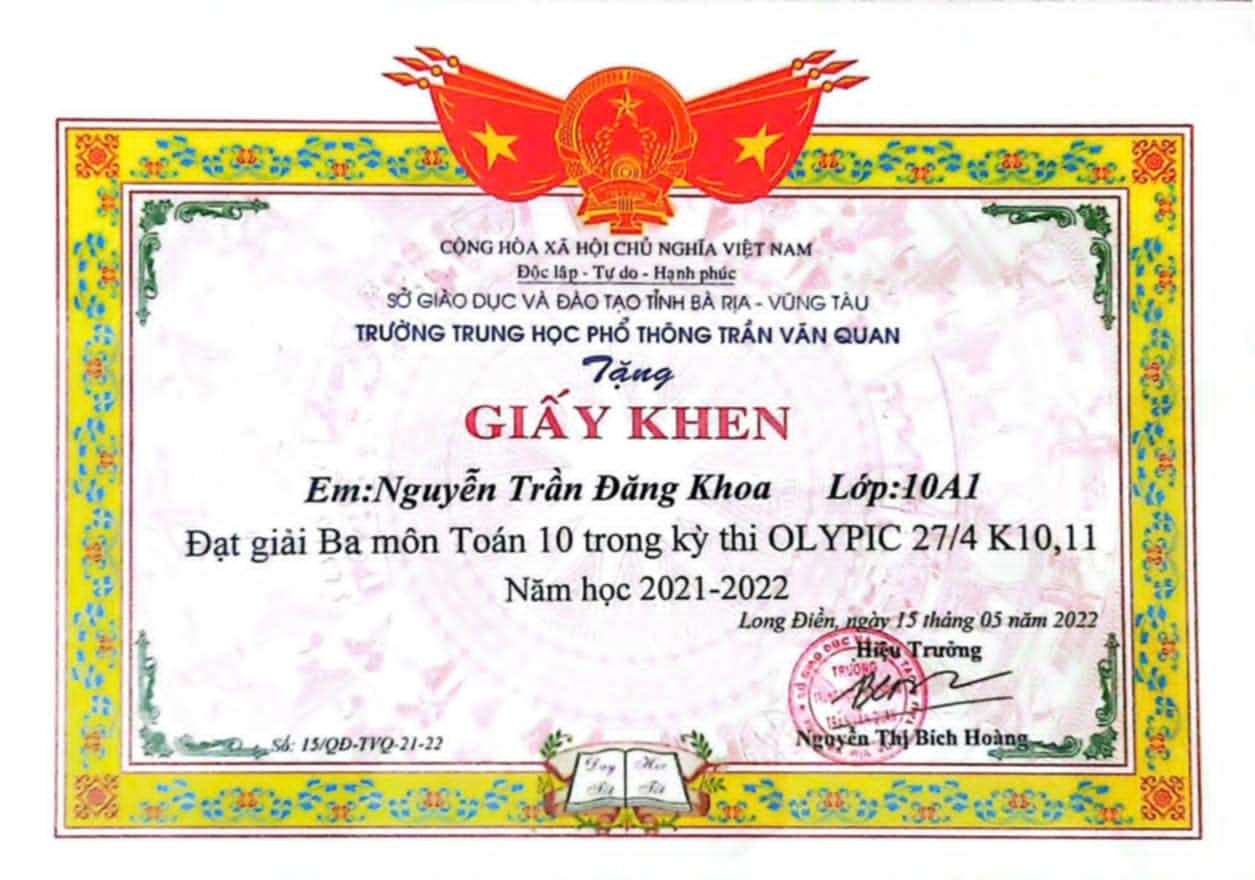 CỘNG HÒA XÃ HỘI CHỦ NGHĨA VIỆT NAM
Độc lập - Tự do - Hạnh phúc
SỞ GIÁO DỤC VÀ ĐÀO TẠO TỈNH BÀ RỊA - VŨNG TÀU
TRƯỜNG TRUNG HỌC PHỔ THÔNG TRẦN VĂN QUAN
Tặng
GIẤY KHEN
Em:Nguyễn Trần Đăng Khoa Lớp:10A1
Đạt giải Ba môn Toán 10 trong kỳ thi OLYPIC 27/4 K10,11
Năm học 2021-2022
Long Điền, ngày 15 tháng 05 năm 2022
Hiệu Trưởng
TRƯỜNG
Nguyễn Thị Bích Hoàng
Số: 15/QĐ-TVQ-21-22
Dạy Học
Tốt Tốt